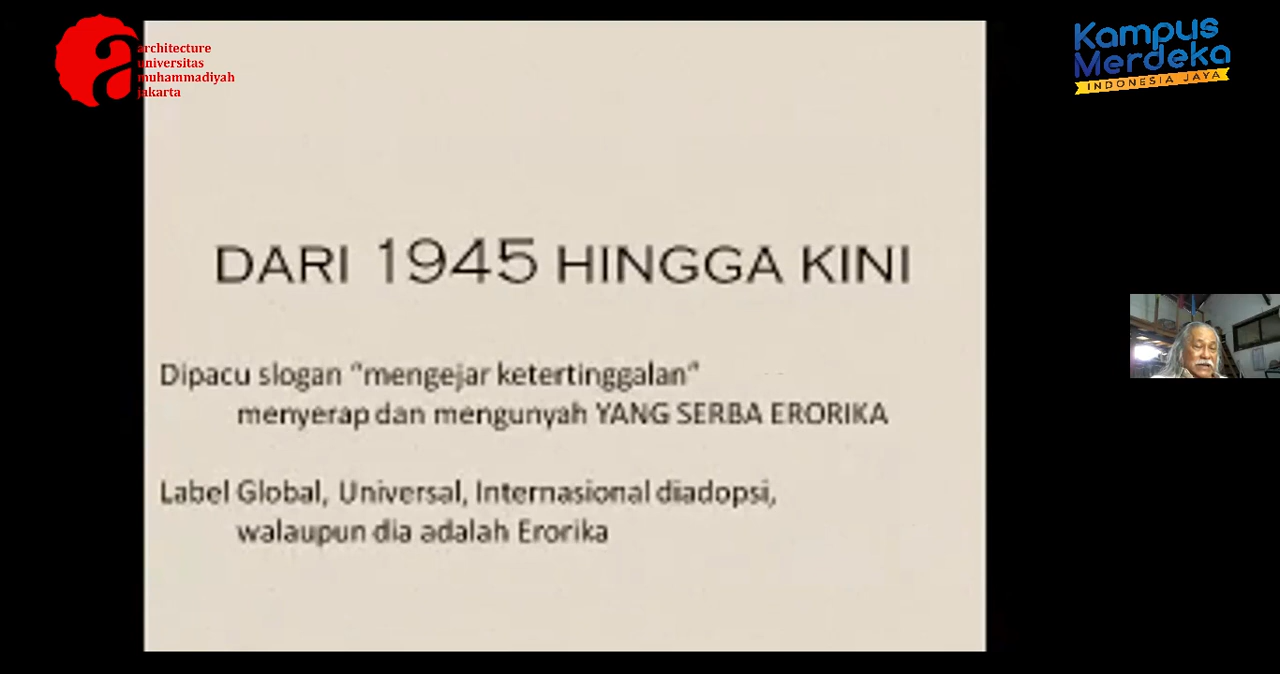 architecture
universitas
muhammadiyah
jakarta
Kampus
Merdeka
INDONESIA JAYA
DARI 1945 HINGGA KINI
Dipacu slogan “mengejar ketertinggalan”
menyerap dan mengunyah YANG SERBA ERORIKA
Label Global, Universal, Internasional diadopsi,
walaupun dia adalah Erorika